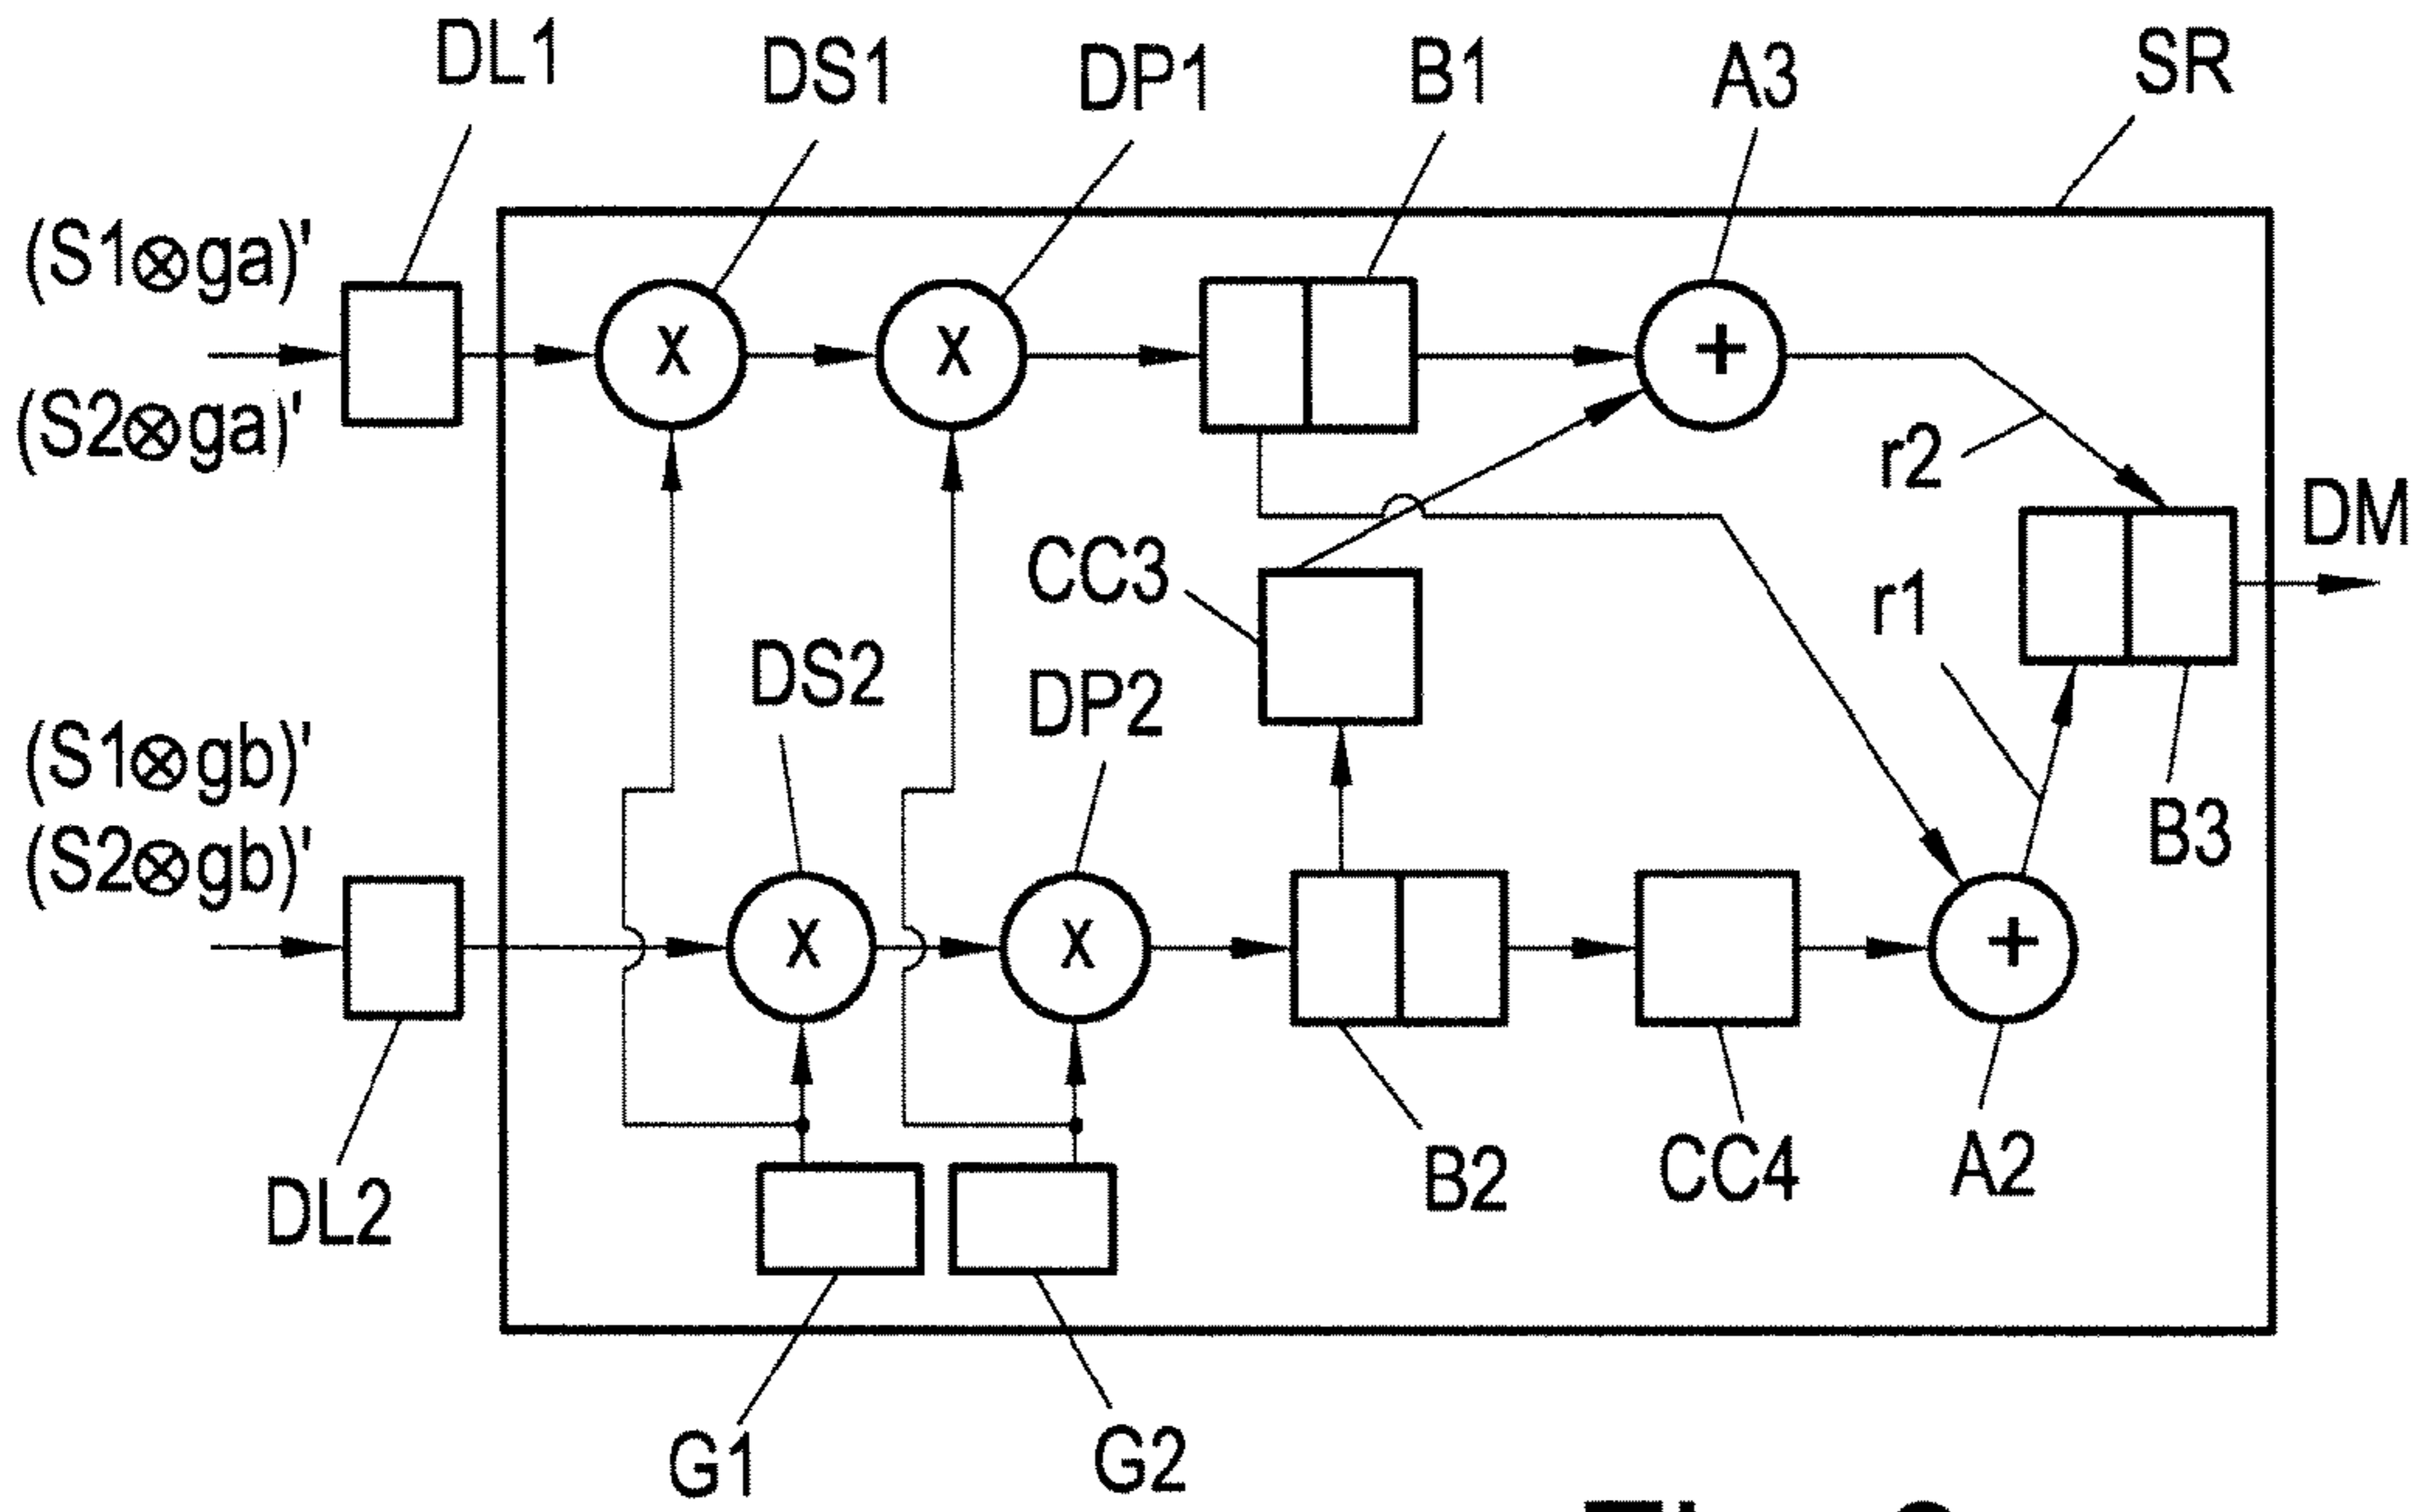 DL1
DS1
DP1
B1
A3
SR
(S1⊗ga)'
(S2⊗ga)'
x
x
+
r2
DM
CC3
r1
DS2
DP2
(S1⊗gb)'
(S2⊗gb)'
B3
x
x
+
DL2
B2
CC4
A2
G1
G2